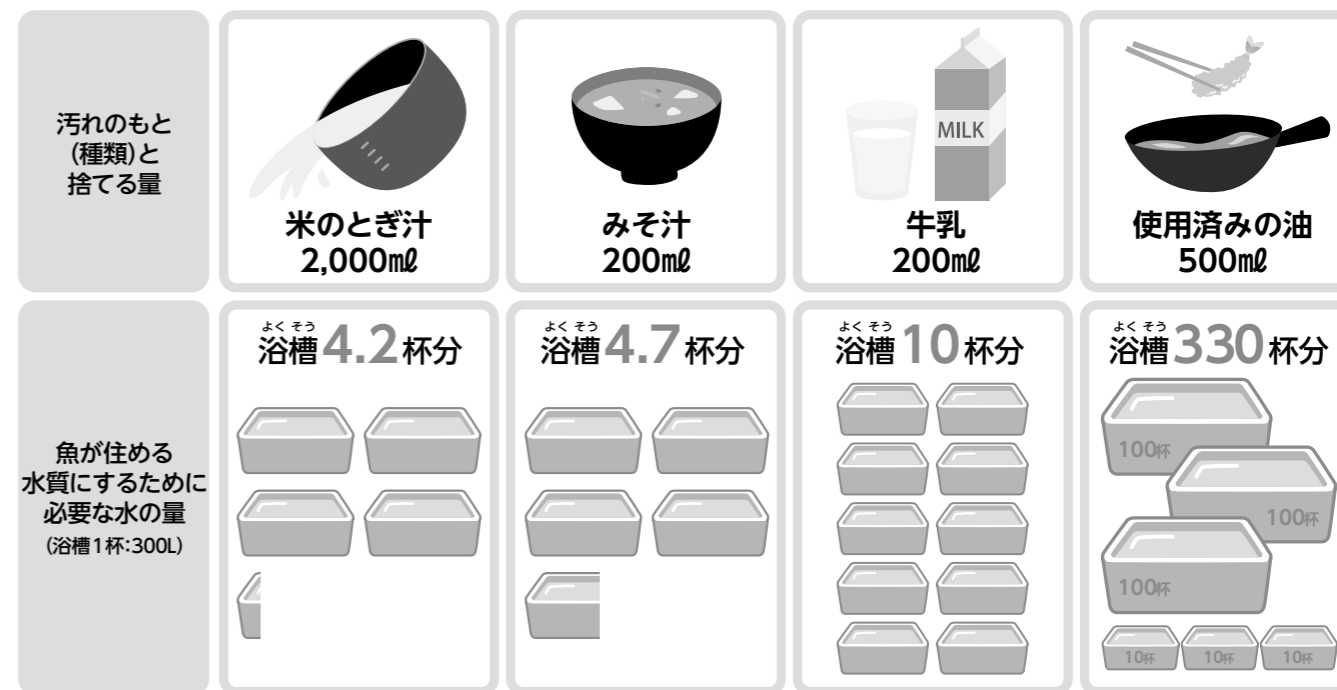 汚れのもと
(種類)と
捨てる量
MILK
米のとぎ汁
2,000㎖
みそ汁
200㎖
牛乳
200㎖
使用済みの油
500㎖
魚が住める
水質にするために
必要な水の量
(浴槽1杯:300L)
よくそう
浴槽4.2杯分
よくそう
浴槽4.7杯分
よくそう
浴槽10杯分
よくそう
浴槽330杯分
100杯
100杯
100杯
10杯
10杯
10杯